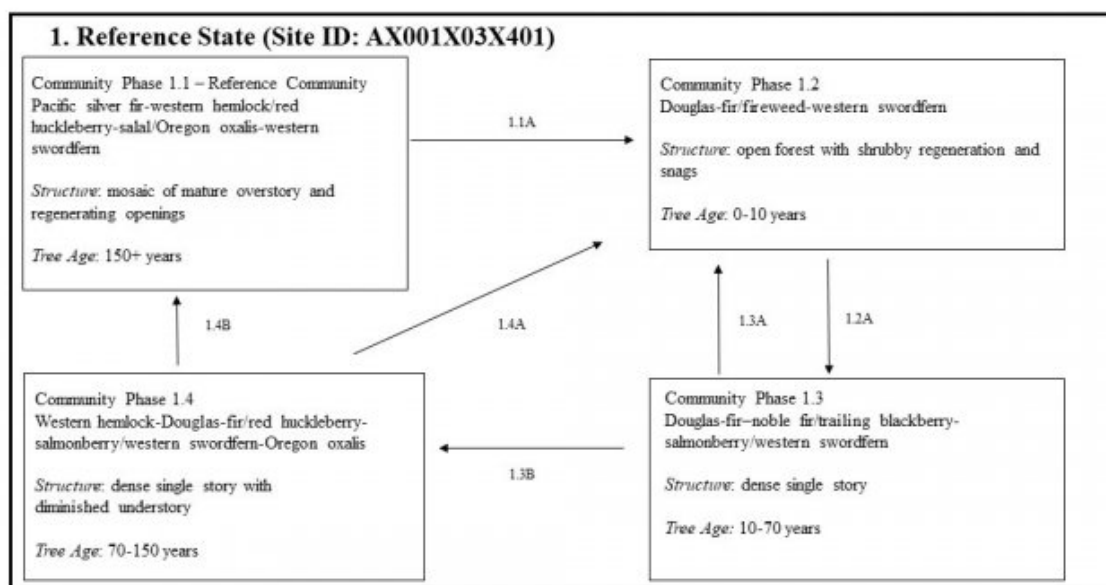 1. Reference State (Site ID: AX001X03X401)
Community Phase 1.1 – Reference Community
Pacific silver fir-western hemlock/red
huckleberry-salal/Oregon oxalis-western
swordfern
Structure: mosaic of mature overstory and
regenerating openings
Tree Age: 150+ years
1.1A
Community Phase 1.2
Douglas-fir/fireweed-western swordfern
Structure: open forest with shrubby regeneration and
snags
Tree Age: 0-10 years
1.4B
1.4A
1.3A
1.2A
Community Phase 1.4
Western hemlock-Douglas-fir/red huckleberry-
salmonberry/western swordfern-Oregon oxalis
Structure: dense single story with
diminished understory
Tree Age: 70-150 years
1.3B
Community Phase 1.3
Douglas-fir–noble fir/trailing blackberry-
salmonberry/western swordfern
Structure: dense single story
Tree Age: 10-70 years